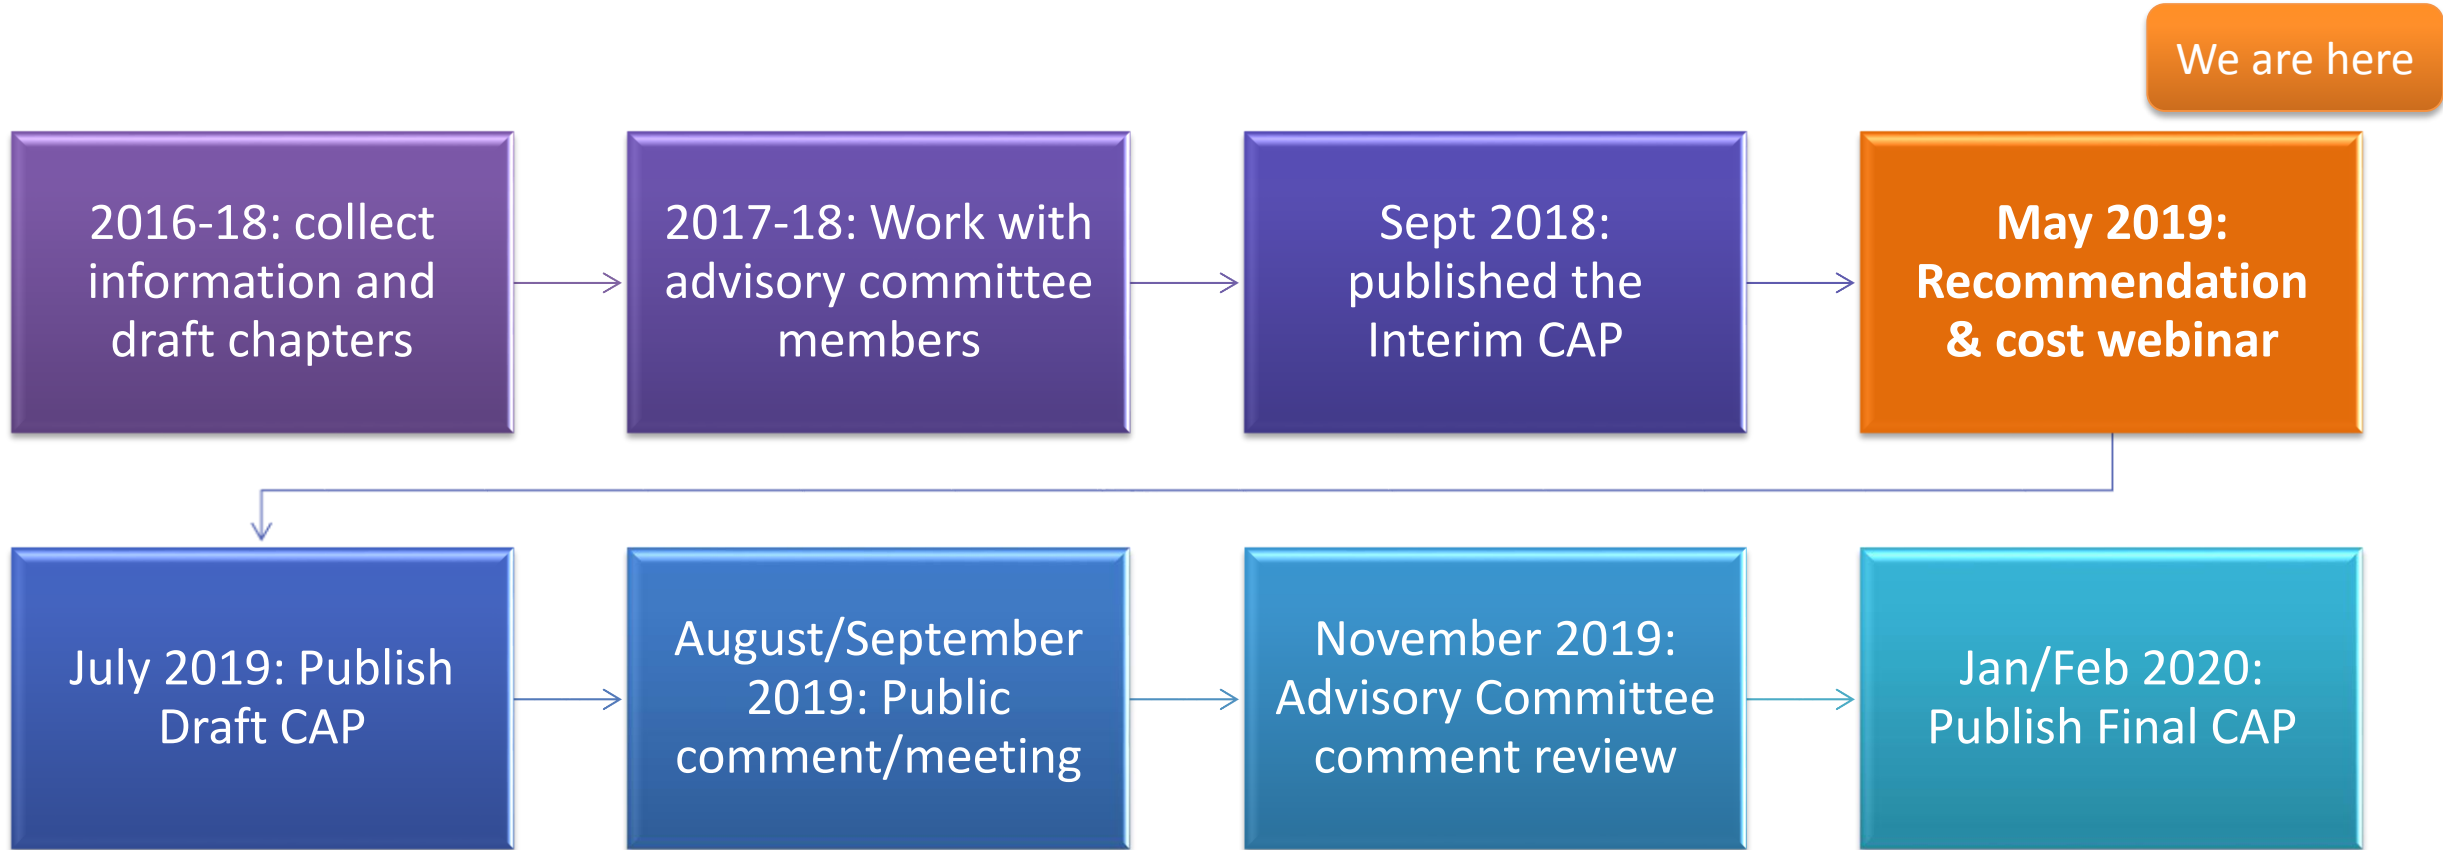 We are here
2016-18: collect
information and
draft chapters
2017-18: Work with
advisory committee
members
Sept 2018:
published the
Interim CAP
May 2019:
Recommendation
& cost webinar
July 2019: Publish
Draft CAP
August/September
2019: Public
comment/meeting
November 2019:
Advisory Committee
comment review
Jan/Feb 2020:
Publish Final CAP